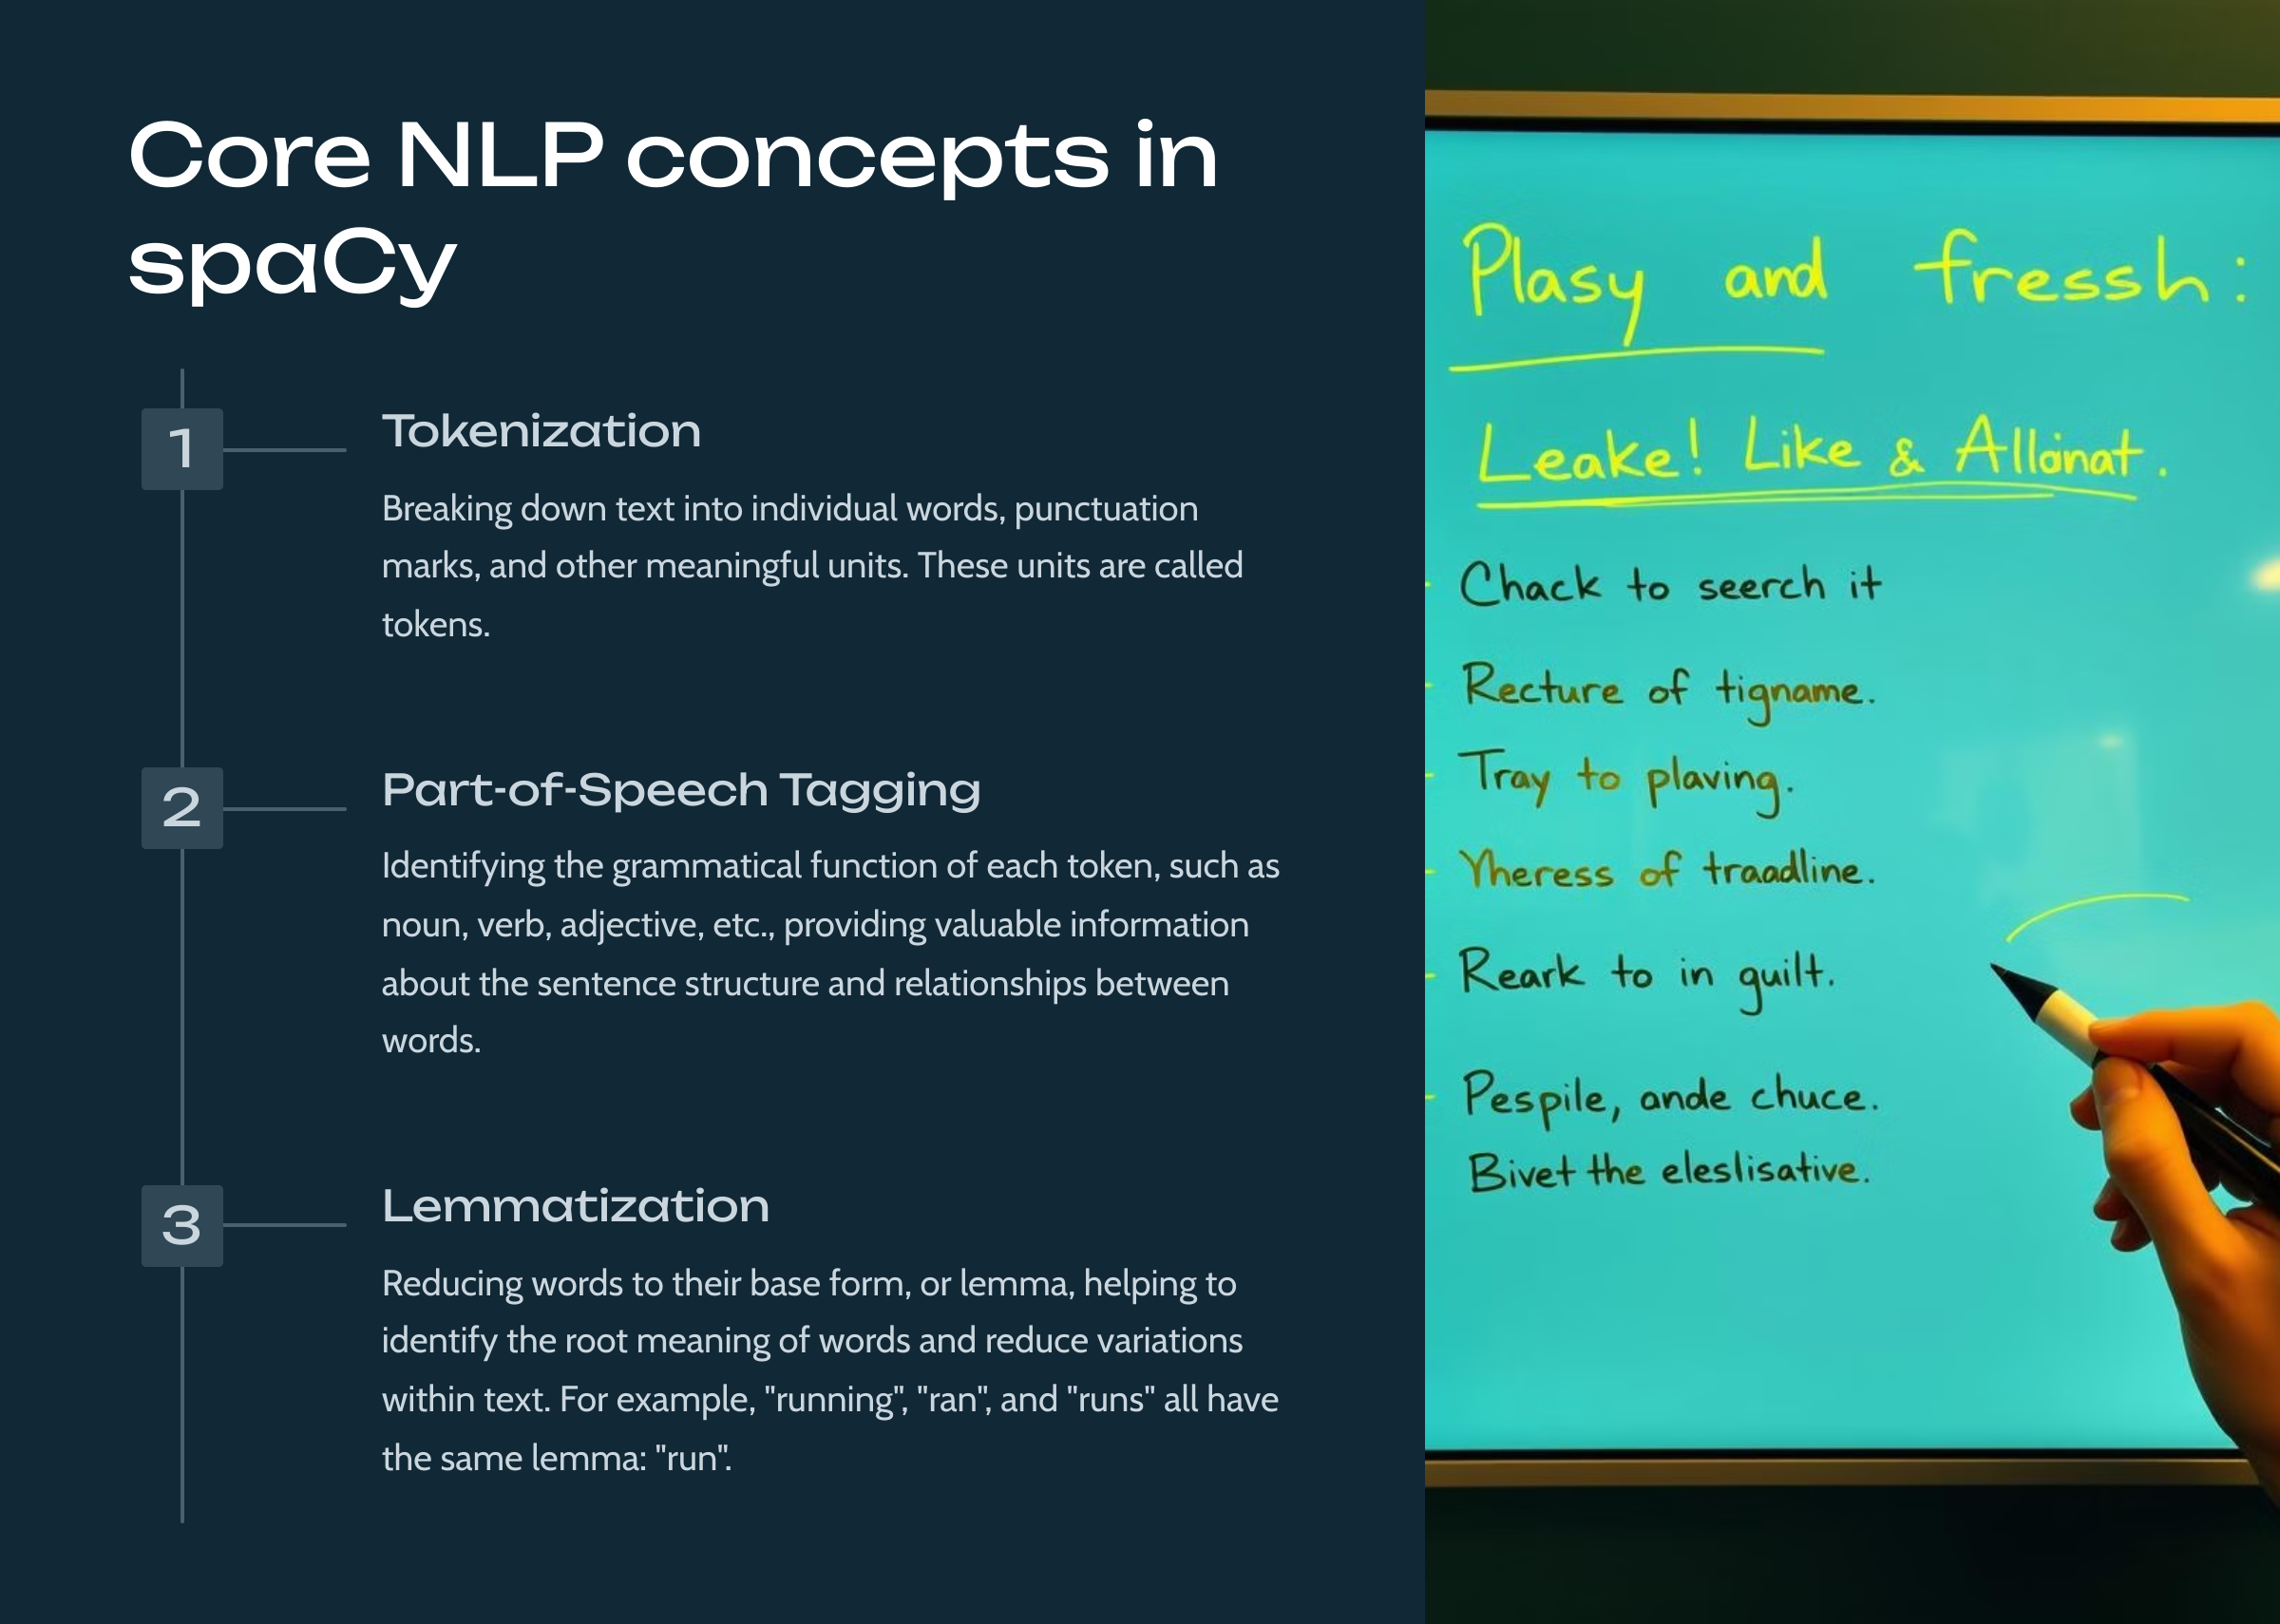 Core NLP concepts in
spaCy
1
Tokenization
Breaking down text into individual words, punctuation
marks, and other meaningful units. These units are called
tokens.
2
Part-of-Speech Tagging
Identifying the grammatical function of each token, such as
noun, verb, adjective, etc., providing valuable information
about the sentence structure and relationships between
words.
3
Lemmatization
Reducing words to their base form, or lemma, helping to
identify the root meaning of words and reduce variations
within text. For example, "running", "ran", and "runs" all have
the same lemma: "run".
Plasy and fressh:
Leake! Like & Allänat.
Chack to seerch it
Recture of tigname.
Tray to plaving.
Yheress of traadline.
Reark to in guilt.
Pespile, ande chuce.
Bivet the eleslisative.